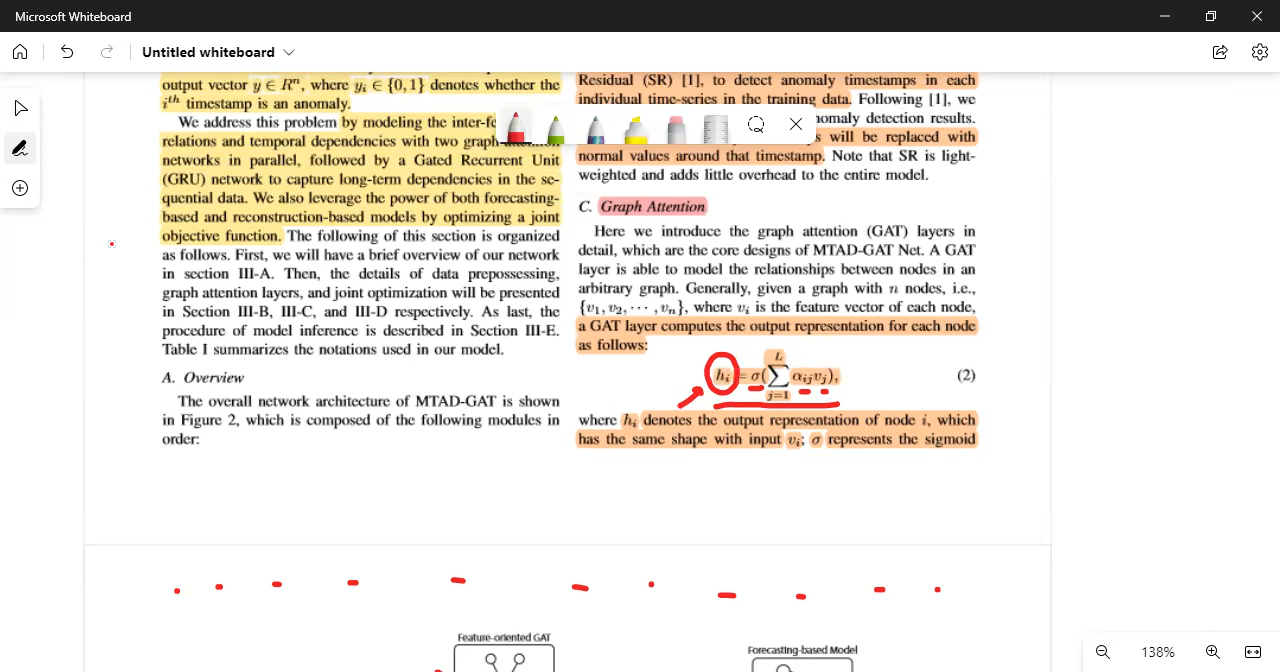 Microsoft Whiteboard
Untitled whiteboard
output vector y ∈ Rⁿ, where yᵢ ∈ {0,1} denotes whether the
iᵗʰ timestamp is an anomaly.
We address this problem by modeling the inter-fe
relations and temporal dependencies with two graph
networks in parallel, followed by a Gated Recurrent Unit
(GRU) network to capture long-term dependencies in the se-
quential data. We also leverage the power of both forecasting-
based and reconstruction-based models by optimizing a joint
objective function. The following of this section is organized
as follows. First, we will have a brief overview of our network
in section III-A. Then, the details of data prepossessing,
graph attention layers, and joint optimization will be presented
in Section III-B, III-C, and III-D respectively. As last, the
procedure of model inference is described in Section III-E.
Table I summarizes the notations used in our model.
A. Overview
The overall network architecture of MTAD-GAT is shown
in Figure 2, which is composed of the following modules in
order:
Residual (SR) [1], to detect anomaly timestamps in each
individual time-series in the training data. Following [1], we
nomaly detection results.
s will be replaced with
normal values around that timestamp. Note that SR is light-
weighted and adds little overhead to the entire model.
C. Graph Attention
Here we introduce the graph attention (GAT) layers in
detail, which are the core designs of MTAD-GAT Net. A GAT
layer is able to model the relationships between nodes in an
arbitrary graph. Generally, given a graph with n nodes, i.e.,
{v₁, v₂, ⋯ , vₙ}, where vᵢ is the feature vector of each node,
a GAT layer computes the output representation for each node
as follows:
hᵢ = σ(∑ⱼ₌₁ᴸ αᵢⱼvⱼ), (2)
where hᵢ denotes the output representation of node i, which
has the same shape with input vᵢ; σ represents the sigmoid
Feature-oriented GAT
Forecasting-based Model
138%